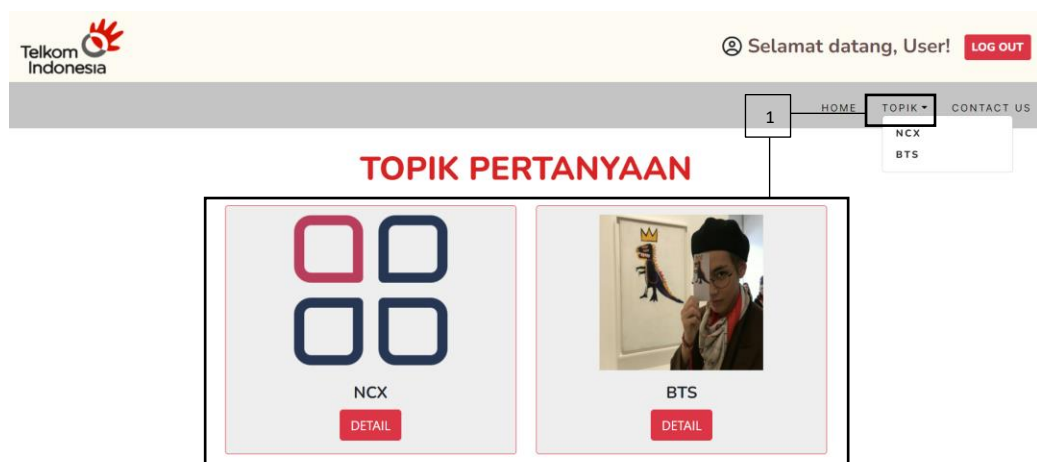 Telkom
Indonesia
Selamat datang, User!
LOG OUT
1
HOME
TOPIK
CONTACT US
NCX
BTS
TOPIK PERTANYAAN
NCX
BTS
DETAIL
DETAIL